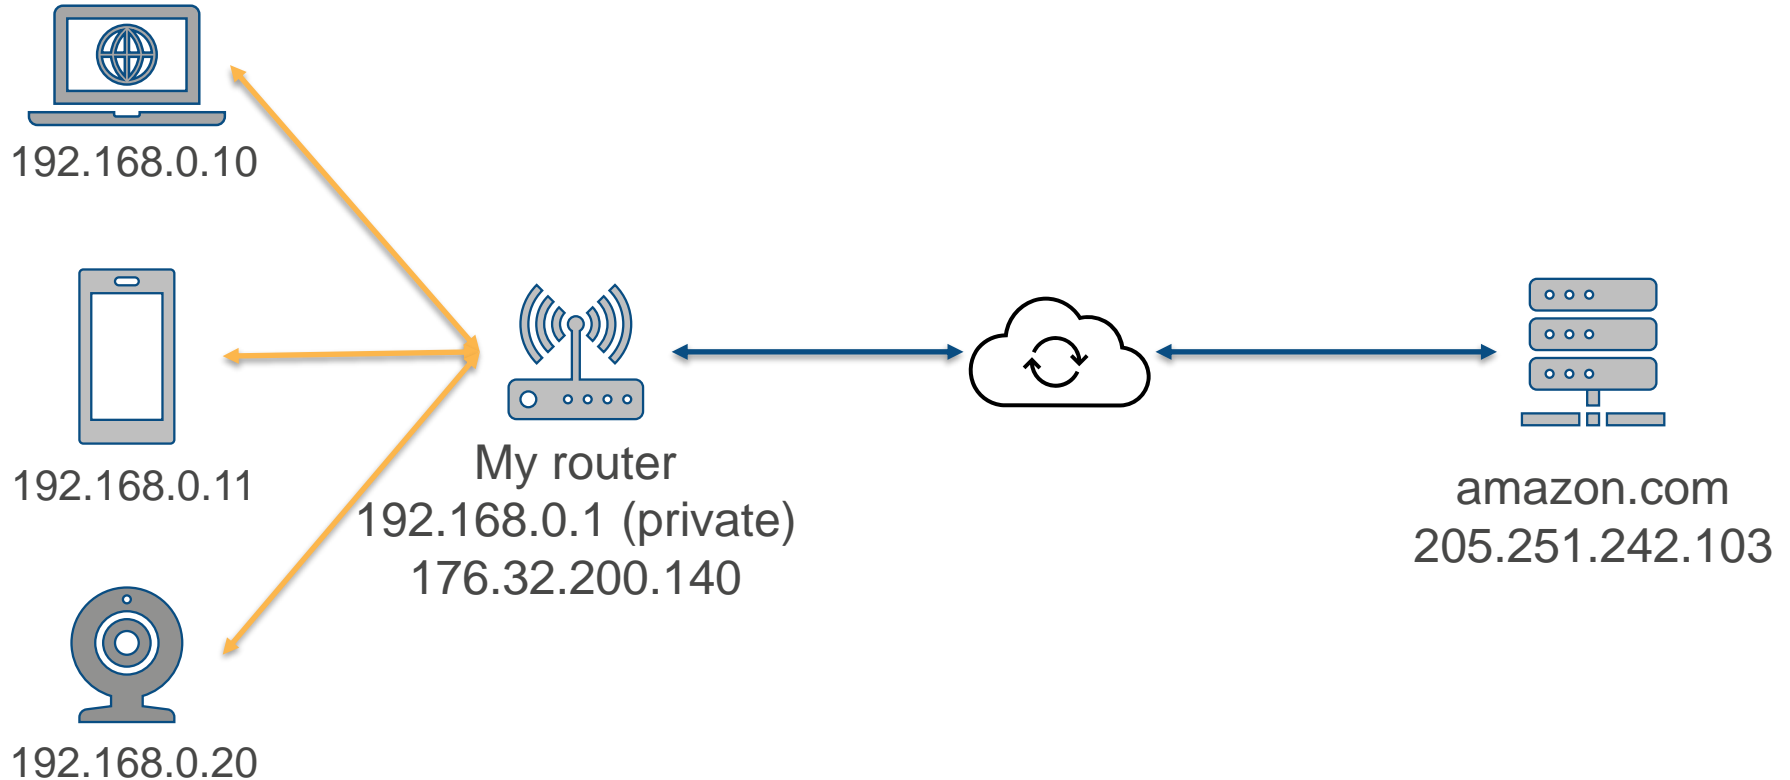 192.168.0.10
192.168.0.11
192.168.0.20
My router
192.168.0.1 (private)
176.32.200.140
amazon.com
205.251.242.103